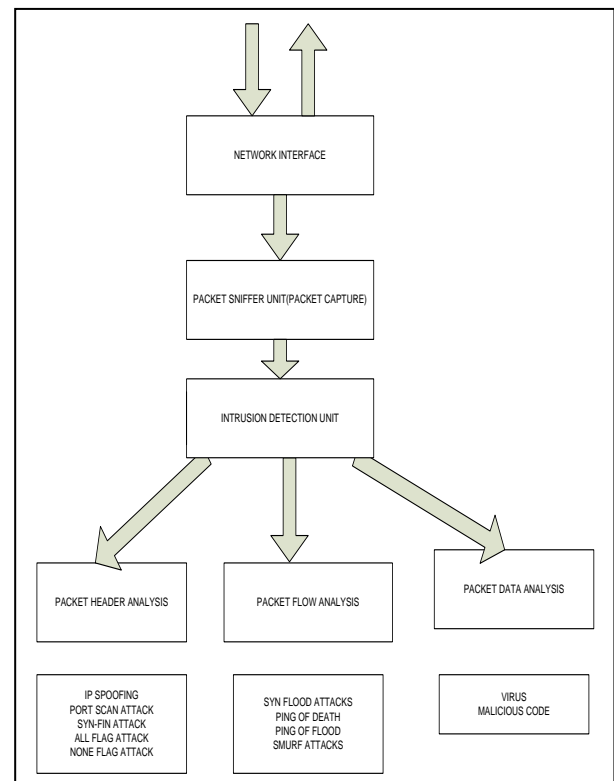 NETWORK INTERFACE
PACKET SNIFFER UNIT(PACKET CAPTURE)
INTRUSION DETECTION UNIT
PACKET HEADER ANALYSIS
PACKET FLOW ANALYSIS
PACKET DATA ANALYSIS
IP SPOOFING
PORT SCAN ATTACK
SYN-FIN ATTACK
ALL FLAG ATTACK
NONE FLAG ATTACK
SYN FLOOD ATTACKS
PING OF DEATH
PING OF FLOOD
SMURF ATTACKS
VIRUS
MALICIOUS CODE